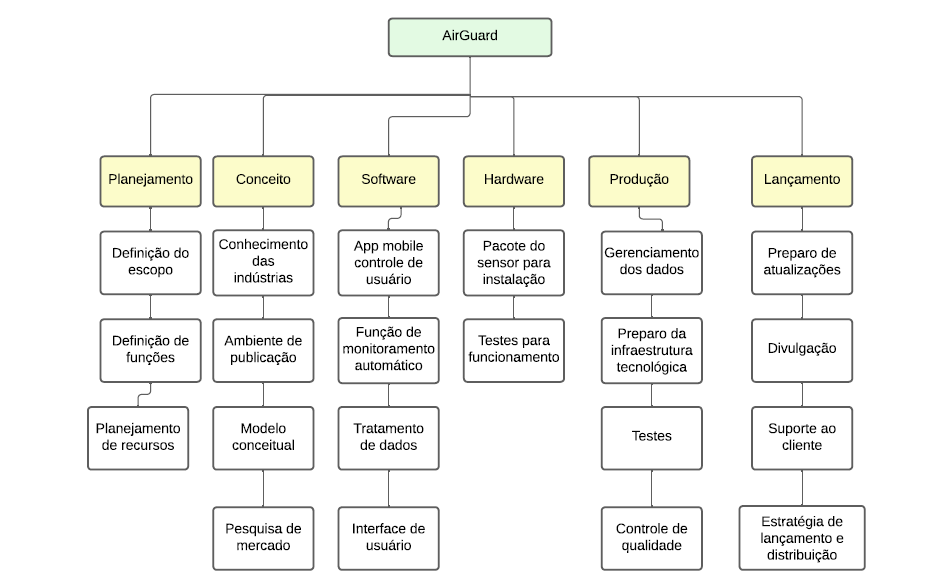 AirGuard
Planejamento
Conceito
Software
Hardware
Produção
Lançamento
Definição do
escopo
Conhecimento
das
indústrias
App mobile
controle de
usuário
Pacote do
sensor para
instalação
Gerenciamento
dos dados
Preparo de
atualizações
Definição de
funções
Ambiente de
publicação
Função de
monitoramento
automático
Testes para
funcionamento
Preparo da
infraestrutura
tecnológica
Divulgação
Planejamento
de recursos
Modelo
conceitual
Tratamento
de dados
Testes
Suporte ao
cliente
Pesquisa de
mercado
Interface de
usuário
Controle de
qualidade
Estratégia de
lançamento e
distribuição